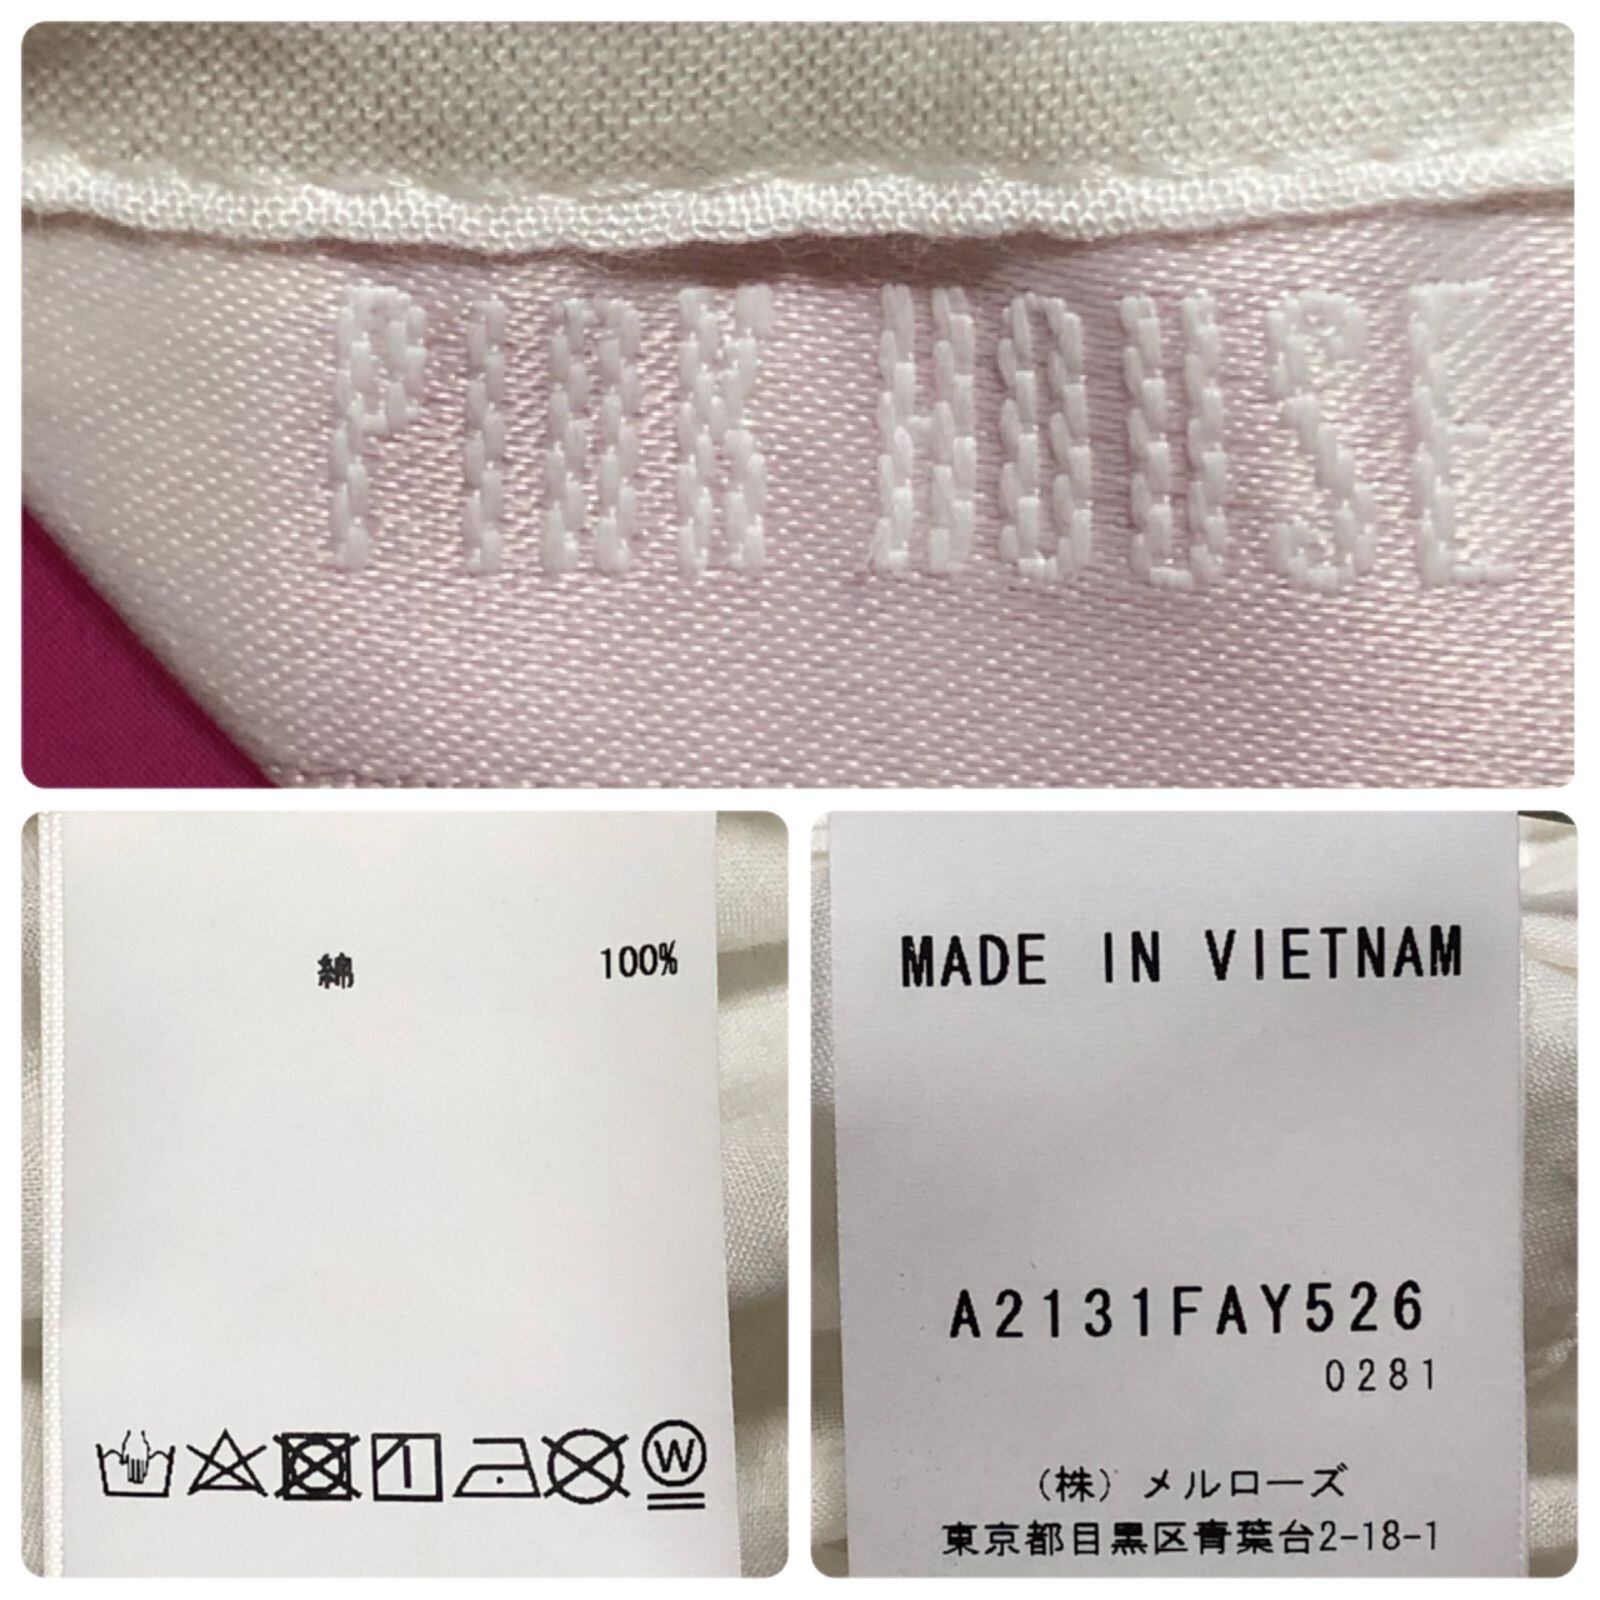 PINK HOUSE
綿 100%
W
MADE IN VIETNAM
A2131FAY526
0281
(株) メルローズ
東京都目黒区青葉台2-18-1